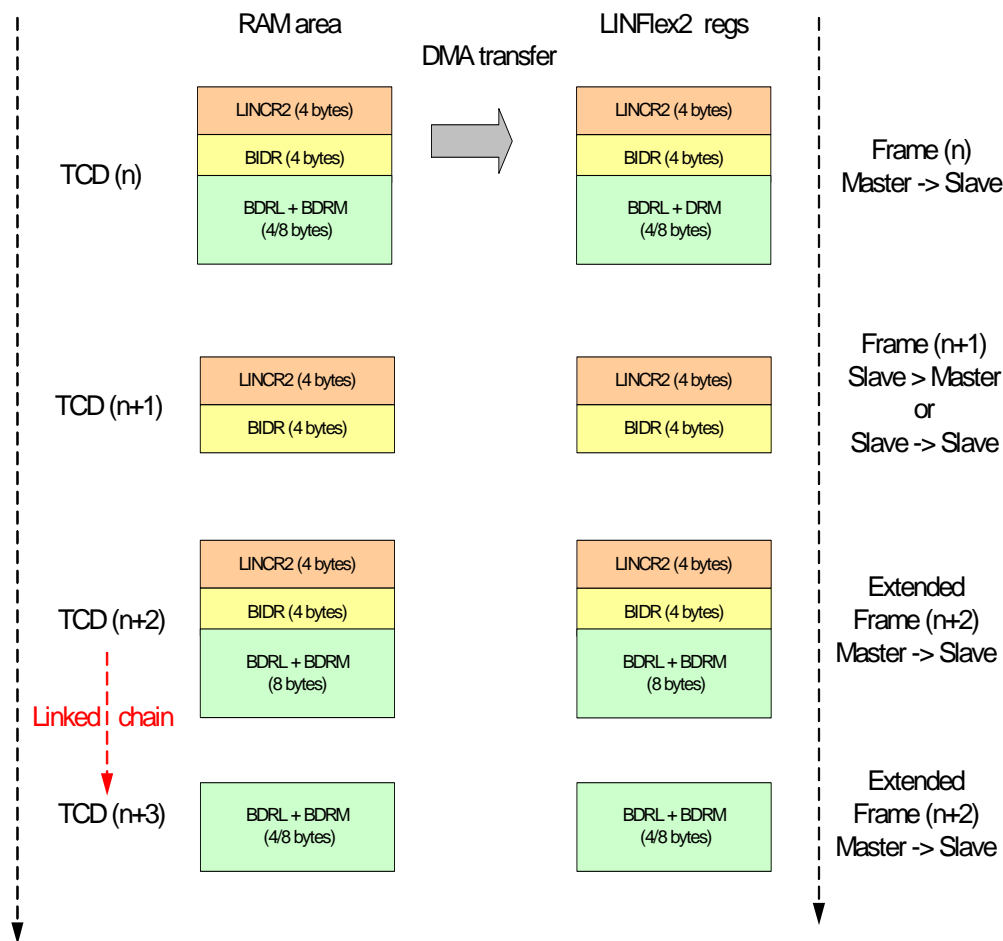 RAM area
LINFlex2 regs
DMA transfer
TCD (n)
LINCR2 (4 bytes)
BIDR (4 bytes)
BDRL + BDRM
(4/8 bytes)
LINCR2 (4 bytes)
BIDR (4 bytes)
BDRL + DRM
(4/8 bytes)
Frame (n)
Master -> Slave
TCD (n+1)
LINCR2 (4 bytes)
BIDR (4 bytes)
LINCR2 (4 bytes)
BIDR (4 bytes)
Frame (n+1)
Slave > Master
or
Slave -> Slave
TCD (n+2)
LINCR2 (4 bytes)
BIDR (4 bytes)
BDRL + BDRM
(8 bytes)
LINCR2 (4 bytes)
BIDR (4 bytes)
BDRL + BDRM
(8 bytes)
Extended
Frame (n+2)
Master -> Slave
Linked chain
TCD (n+3)
BDRL + BDRM
(4/8 bytes)
BDRL + BDRM
(4/8 bytes)
Extended
Frame (n+2)
Master -> Slave